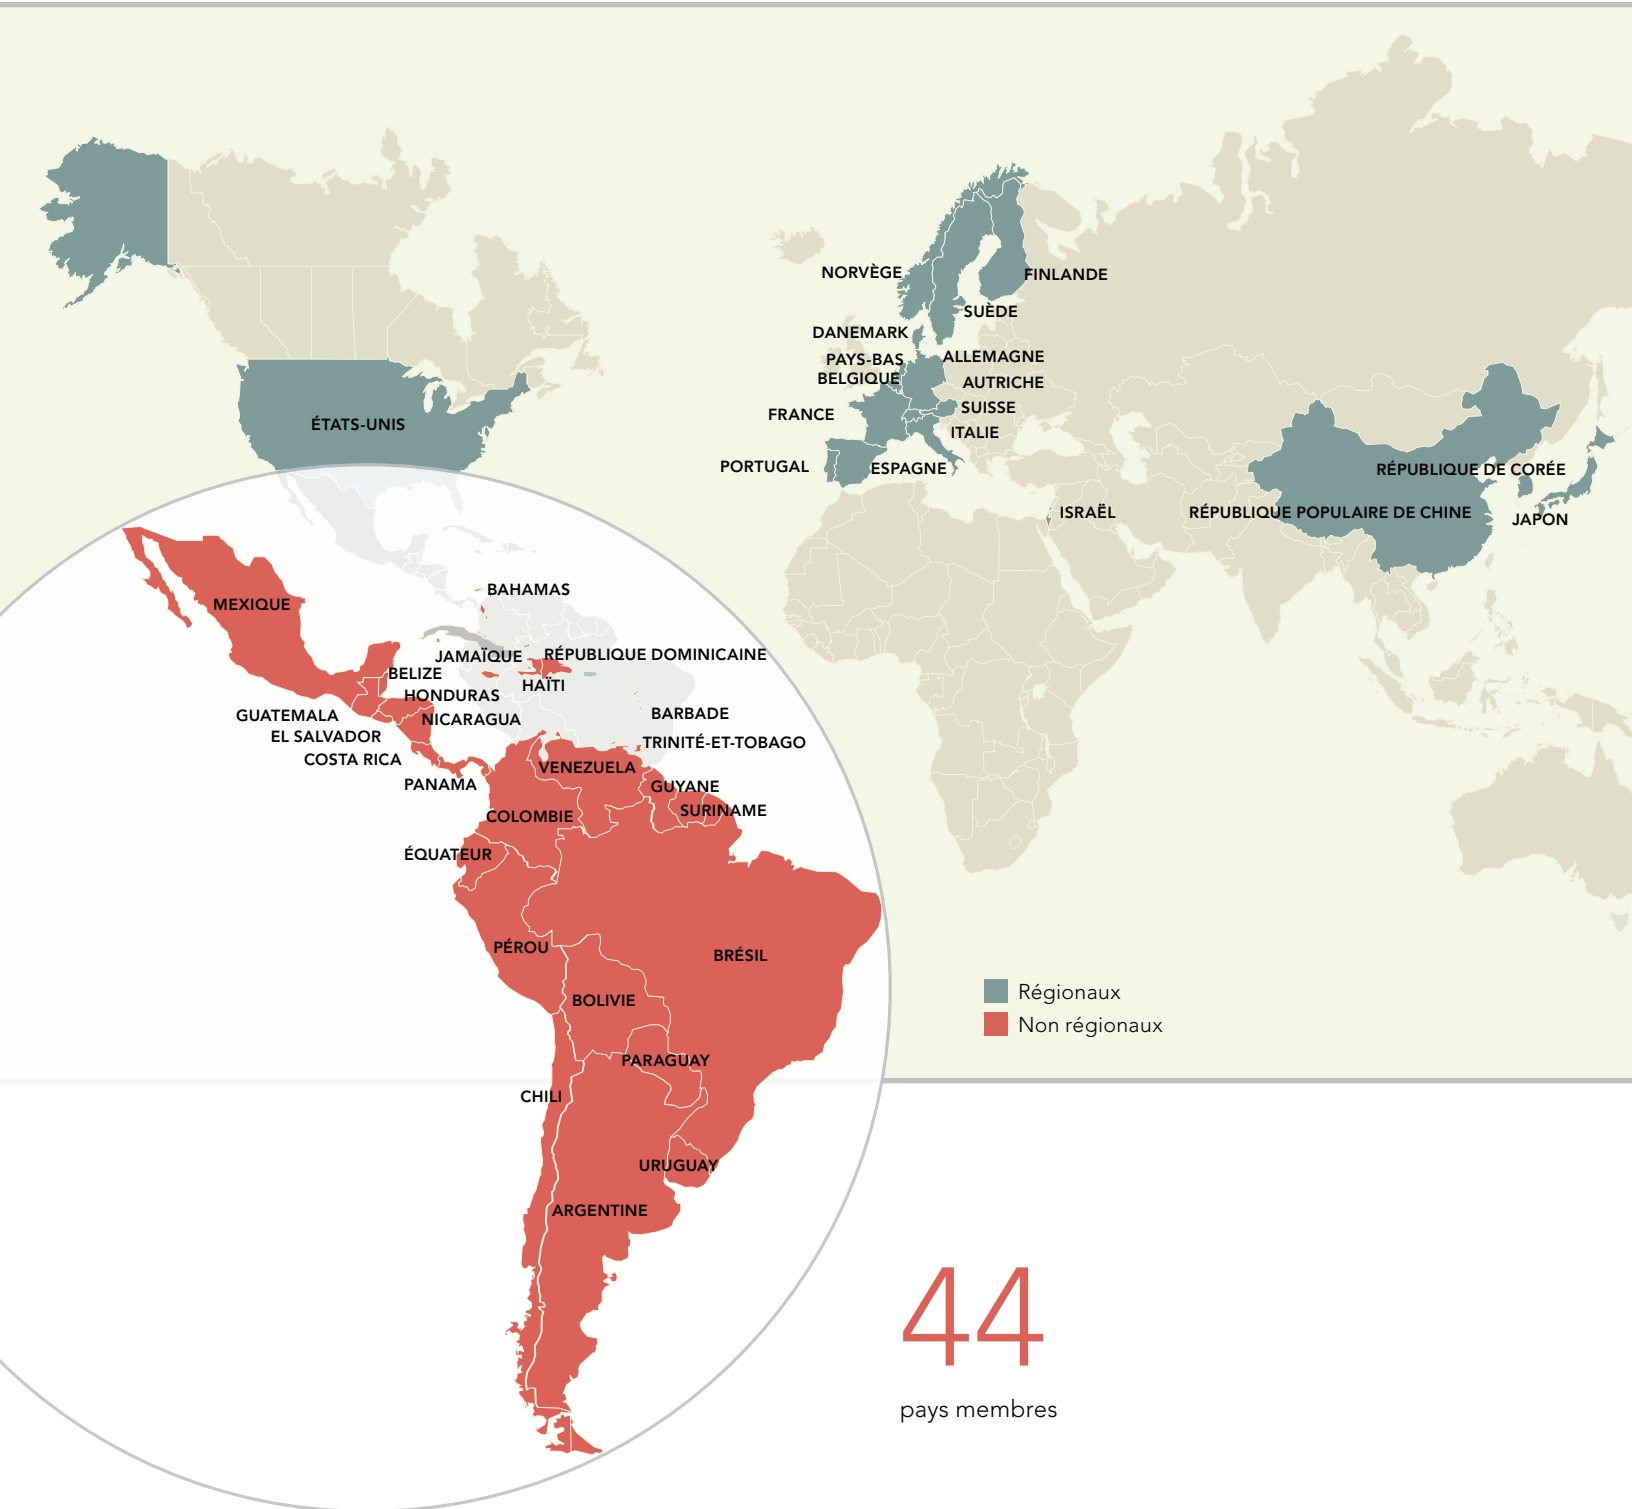 NORVÈGE
FINLANDE
SUÈDE
DANEMARK
PAYS-BAS
ALLEMAGNE
BELGIQUE
AUTRICHE
SUISSE
FRANCE
ÉTATS-UNIS
ITALIE
PORTUGAL
ESPAGNE
RÉPUBLIQUE DE CORÉE
ISRAËL
RÉPUBLIQUE POPULAIRE DE CHINE
JAPON
BAHAMAS
MEXIQUE
JAMAÏQUE
RÉPUBLIQUE DOMINICAINE
BELIZE
HAÏTI
HONDURAS
GUATEMALA
NICARAGUA
BARBADE
EL SALVADOR
TRINITÉ-ET-TOBAGO
COSTA RICA
VENEZUELA
PANAMA
GUYANE
COLOMBIE
SURINAME
ÉQUATEUR
PÉROU
BRÉSIL
BOLIVIE
Régionaux
Non régionaux
PARAGUAY
CHILI
URUGUAY
ARGENTINE
44
pays membres